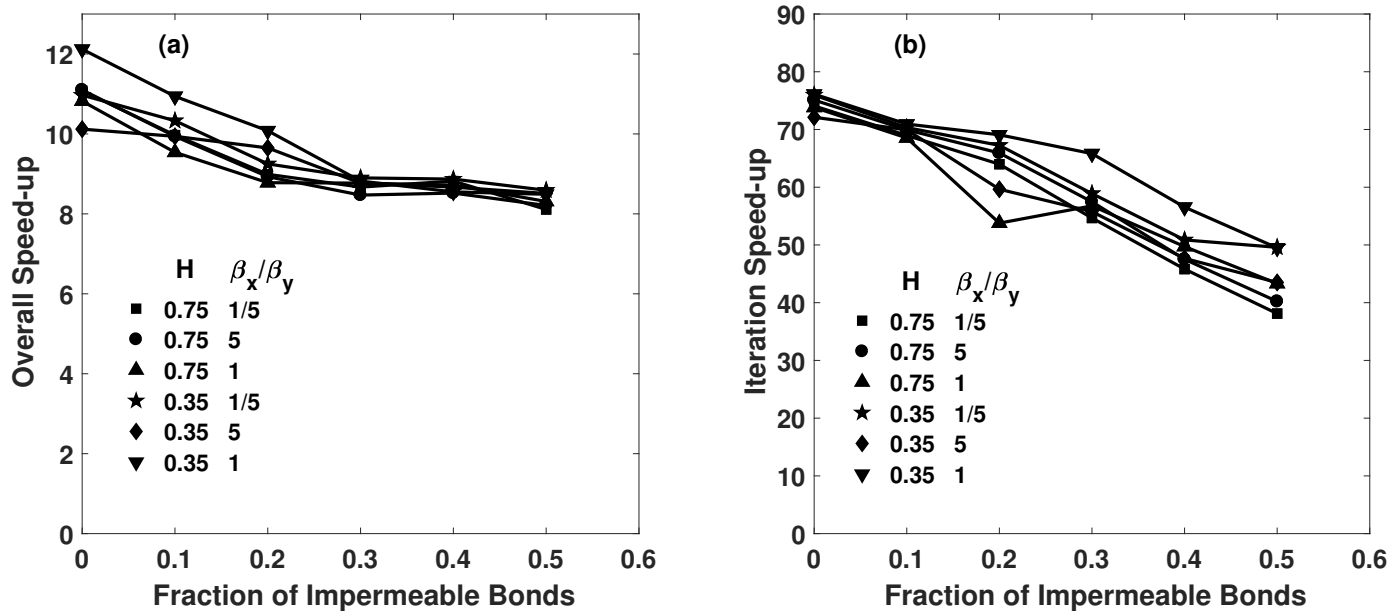 (a)
Overall Speed-up
12
10
8
6
4
2
0
H βx/βy
0.75 1/5
0.75 5
0.75 1
0.35 1/5
0.35 5
0.35 1
0 0.1 0.2 0.3 0.4 0.5 0.6
Fraction of Impermeable Bonds
(b)
Iteration Speed-up
90
80
70
60
50
40
30
20
10
0
H βx/βy
0.75 1/5
0.75 5
0.75 1
0.35 1/5
0.35 5
0.35 1
0 0.1 0.2 0.3 0.4 0.5 0.6
Fraction of Impermeable Bonds